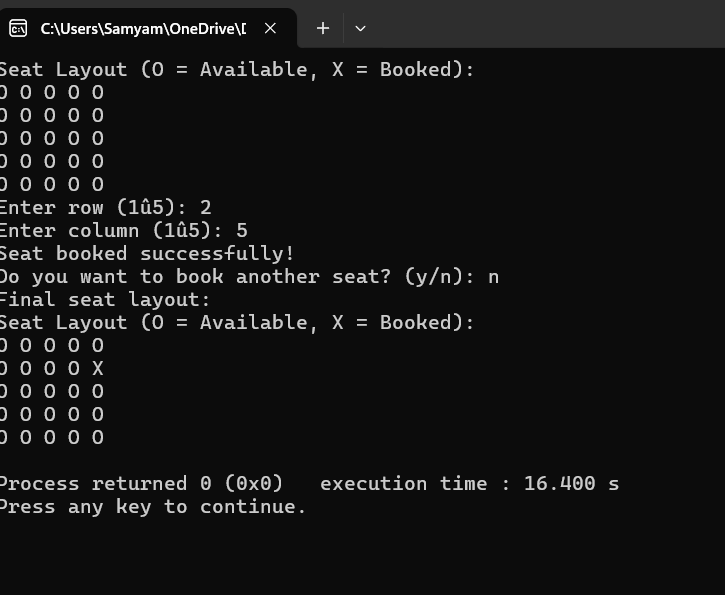 C:\Users\Samyam\OneDrive\D
Seat Layout (O = Available, X = Booked):
O O O O O
O O O O O
O O O O O
O O O O O
O O O O O
Enter row (1û5): 2
Enter column (1û5): 5
Seat booked successfully!
Do you want to book another seat? (y/n): n
Final seat layout:
Seat Layout (O = Available, X = Booked):
O O O O O
O O O O X
O O O O O
O O O O O
O O O O O
Process returned 0 (0x0)   execution time : 16.400 s
Press any key to continue.